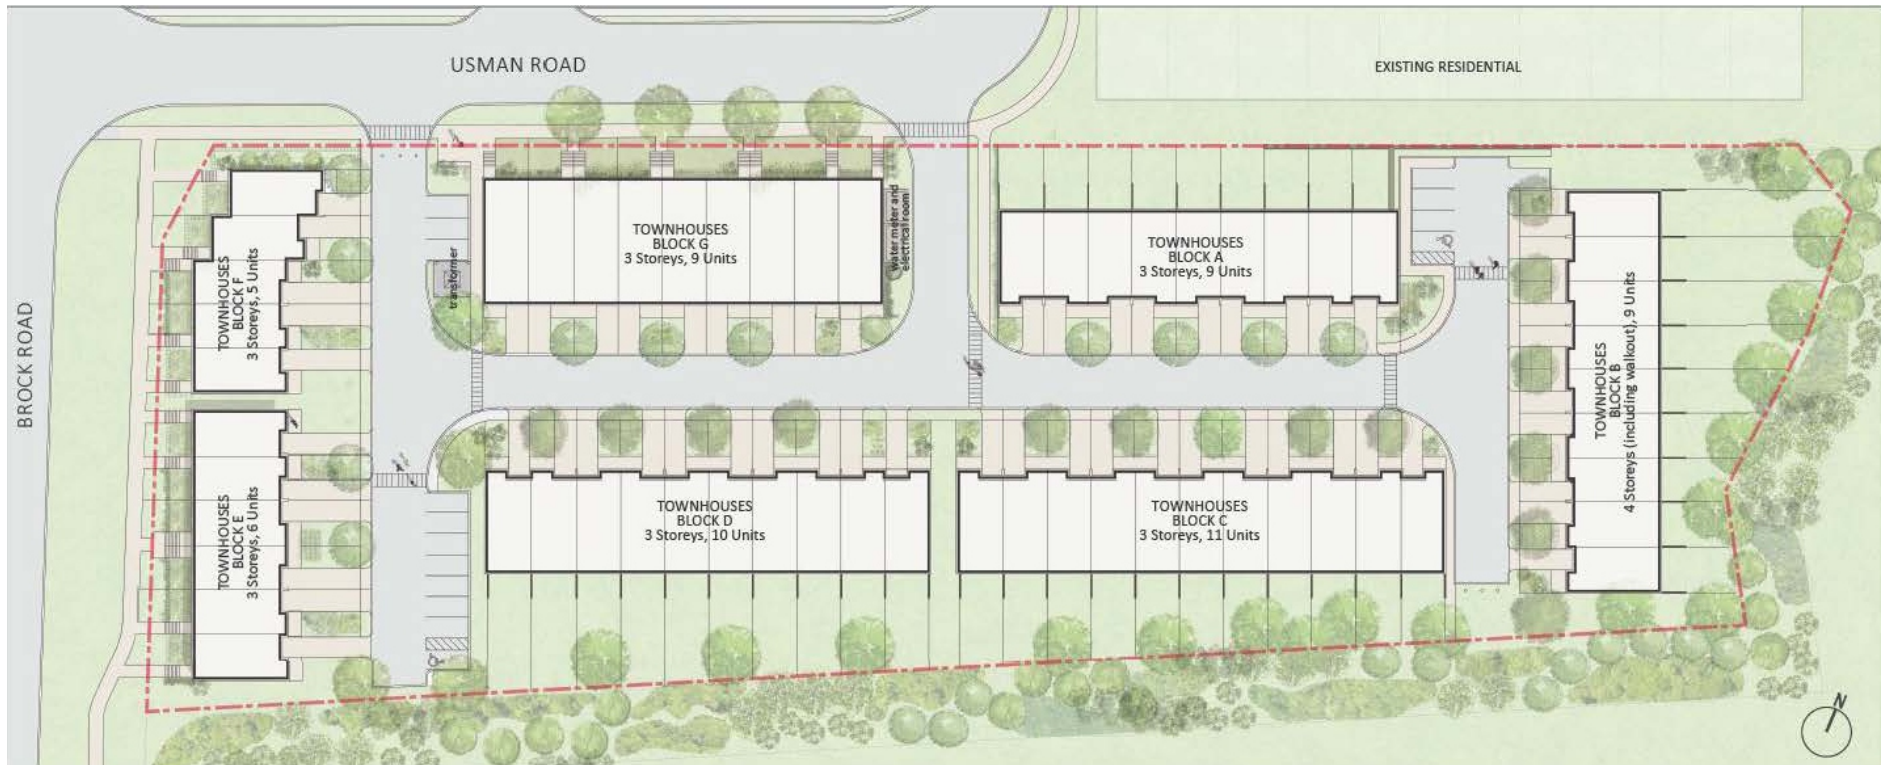 USMAN ROAD
EXISTING RESIDENTIAL
BROCK ROAD
TOWNHOUSES
BLOCK F
3 Storeys, 5 Units
transformer
TOWNHOUSES
BLOCK G
3 Storeys, 9 Units
water meter and
electrical room
TOWNHOUSES
BLOCK A
3 Storeys, 9 Units
TOWNHOUSES
BLOCK B
4 Storeys (including walkout), 9 Units
TOWNHOUSES
BLOCK E
3 Storeys, 6 Units
TOWNHOUSES
BLOCK D
3 Storeys, 10 Units
TOWNHOUSES
BLOCK C
3 Storeys, 11 Units
N